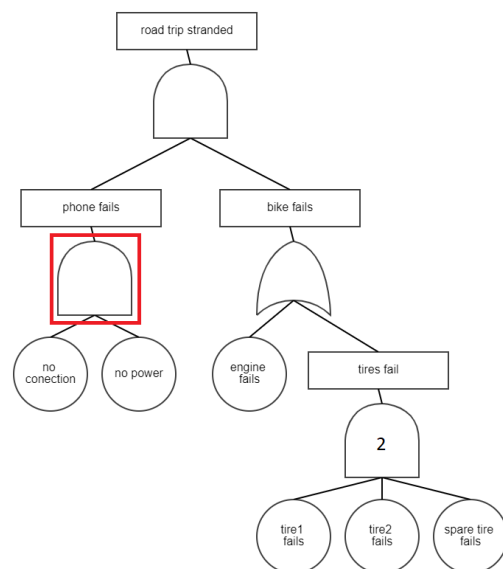 road trip stranded
phone fails
bike fails
no
conection
no power
engine
fails
tires fail
2
tire1
fails
tire2
fails
spare tire
fails